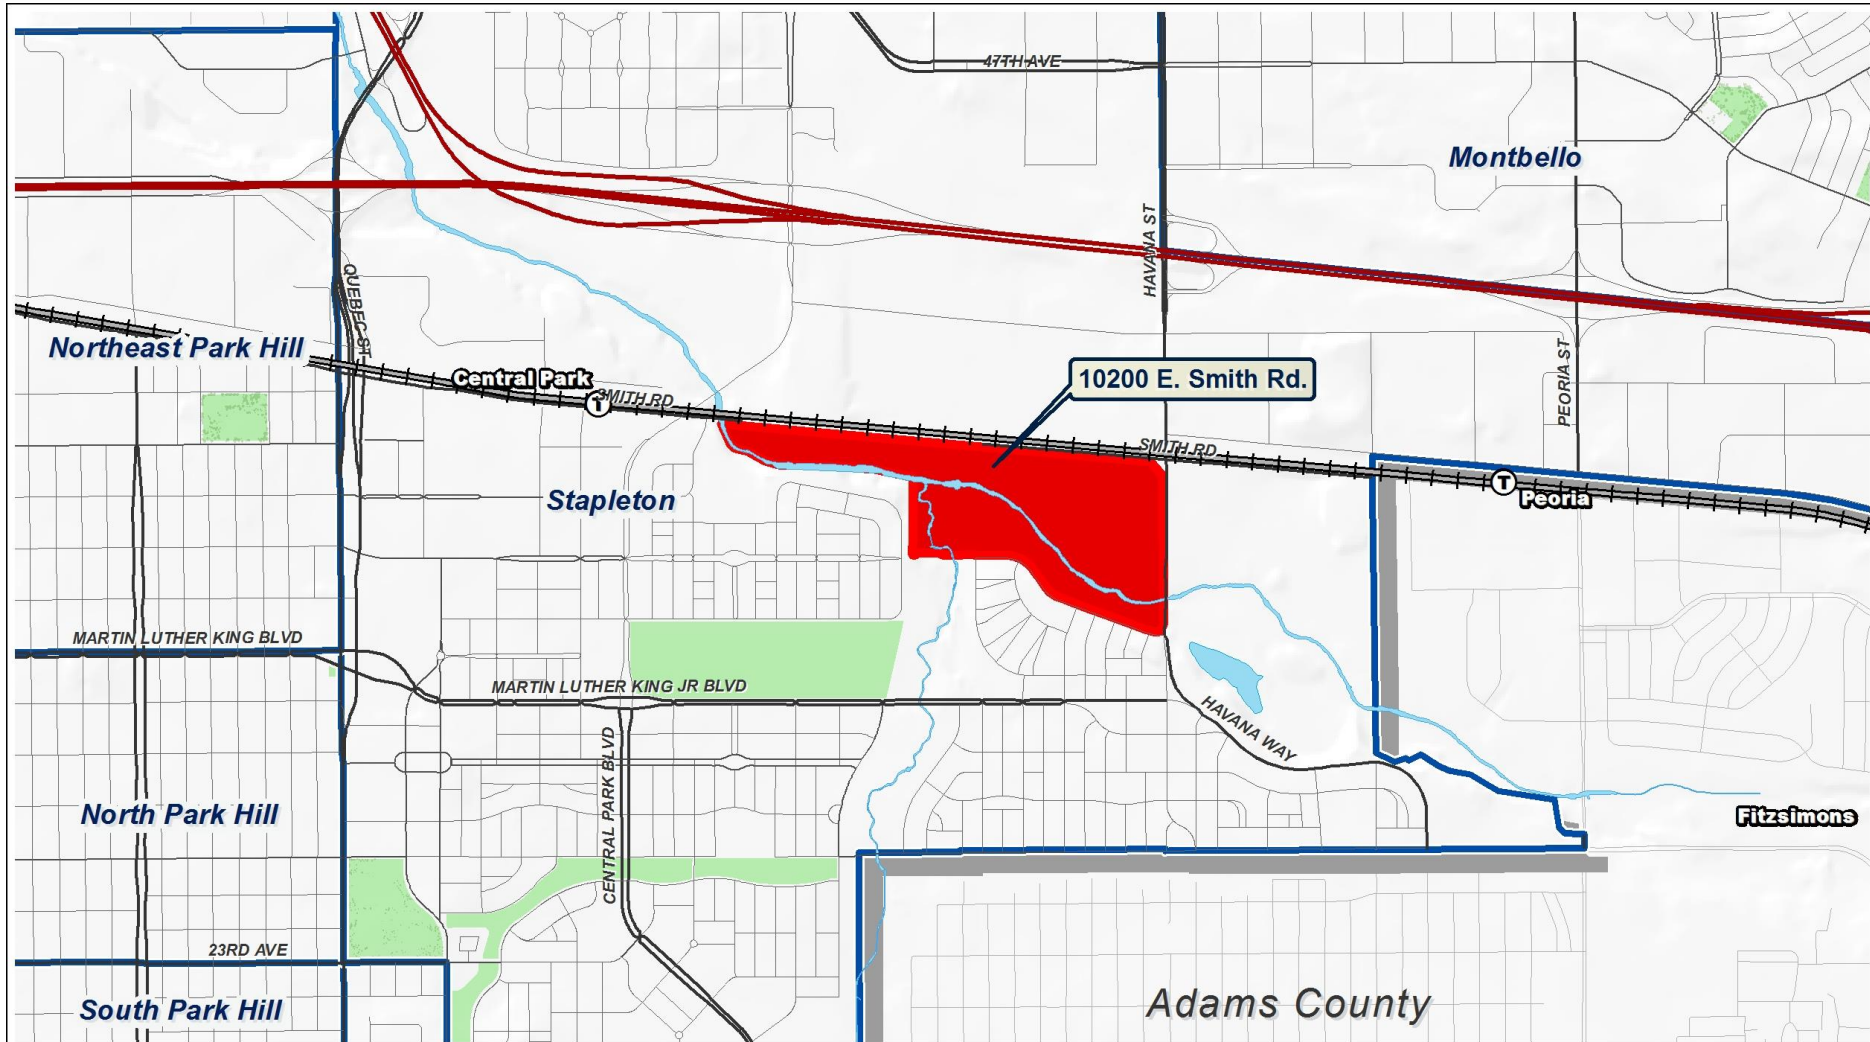 47TH AVE
Montbello
HAVANA ST
QUEBEC ST
Northeast Park Hill
PEORIA ST
Central Park
T
SMITH RD
10200 E. Smith Rd.
SMITH RD
T
Peoria
Stapleton
MARTIN LUTHER KING BLVD
MARTIN LUTHER KING JR BLVD
HAVANA WAY
CENTRAL PARK BLVD
North Park Hill
Fitzsimons
23RD AVE
South Park Hill
Adams County